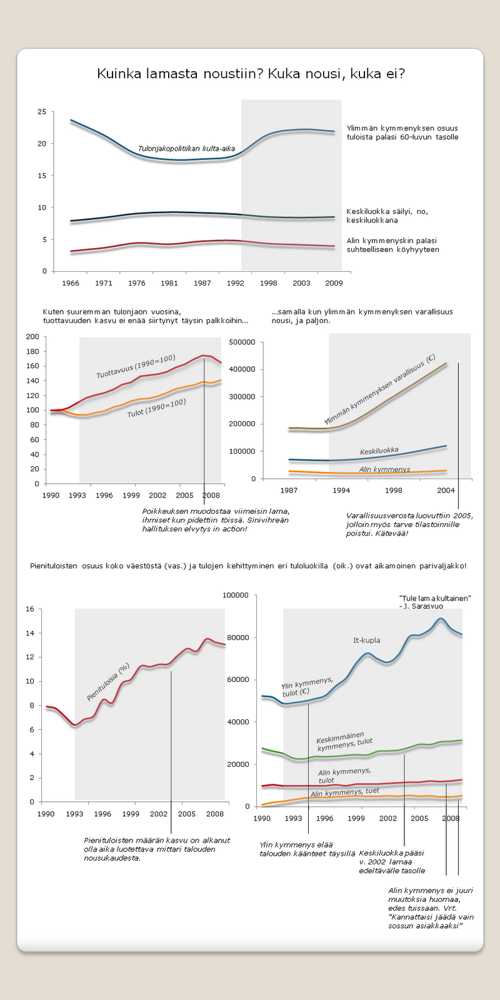 Kuinka lamasta noustiin? Kuka nousi, kuka ei?
25
20
15
10
5
0
Tulonjakopolitiikan kulta-aika
Ylimmän kymmenyksen osuus
tuloista palasi 60-luvun tasolle
Keskiluokka säilyi, no,
keskiluokkana
Alin kymmenyskin palasi
suhteelliseen köyhyyteen
1966 1971 1976 1981 1987 1992 1998 2003 2009
Kuten suuremman tulonjaon vuosina,
tuottavuuden kasvu ei enää siirtynyt täysin palkkoihin...
200
180
160
140
120
100
80
60
40
20
0
Tuottavuus (1990=100)
Tulot (1990=100)
1990 1993 1996 1999 2002 2005 2008
Poikkeuksen muodostaa viimeisin lama,
ihmiset kun pidettiin töissä. Sinivihreän
hallituksen elvytys in action!
...samalla kun ylimmän kymmenyksen varallisuus
nousi, ja paljon.
500000
400000
300000
200000
100000
0
Ylimmän kymmenyksen varallisuus (€)
Keskiluokka
Alin kymmenys
1987 1994 1998 2004
Varallisuusverosta luovuttiin 2005,
jolloin myös tarve tilastoinnille
poistui. Kätevää!
Pienituloisten osuus koko väestöstä (vas.) ja tulojen kehittyminen eri tuloluokilla (oik.) ovat aikamoinen parivaljakko!
16
14
12
10
8
6
4
2
0
Pienituloisia (%)
1990 1993 1996 1999 2002 2005 2008
Pienituloisten määrän kasvu on alkanut
olla aika luotettava mittari talouden
nousukaudesta.
100000
80000
60000
40000
20000
0
"Tule lama kultainen"
- J. Sarasvuo
It-kupla
Ylin kymmenys,
tulot (€)
Keskimmäinen
kymmenys, tulot
Alin kymmenys,
tulot
Alin kymmenys, tuet
1990 1993 1996 1999 2002 2005 2008
Ylin kymmenys elää
talouden käänteet täysillä
Keskiluokka pääsi
v. 2002 lamaa
edeltävälle tasolle
Alin kymmenys ei juuri
muutoksia huomaa,
edes tuissaan. Vrt.
"Kannattaisi jäädä vain
sossun asiakkaaksi"